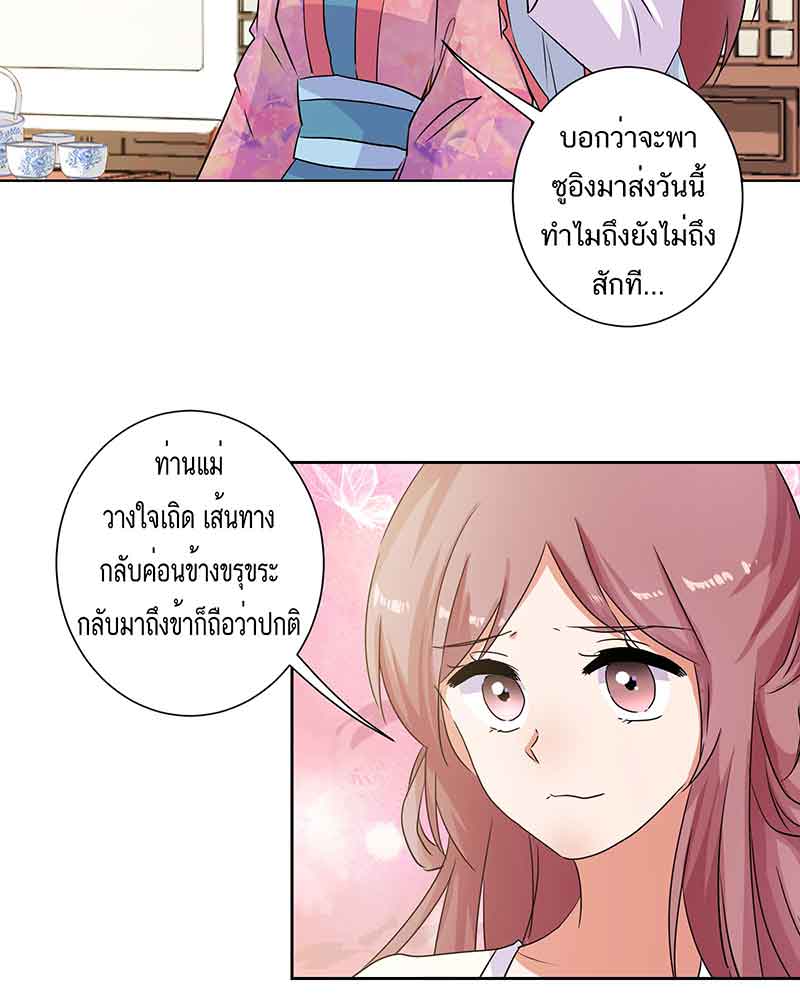 บอกว่าจะพา
ซูอิงมาส่งวันนี้
ทำไมถึงยังไม่ถึง
สักที...
ท่านแม่
วางใจเถิด เส้นทาง
กลับค่อนข้างขรุขระ
กลับมาถึงข้าก็ถือว่าปกติ